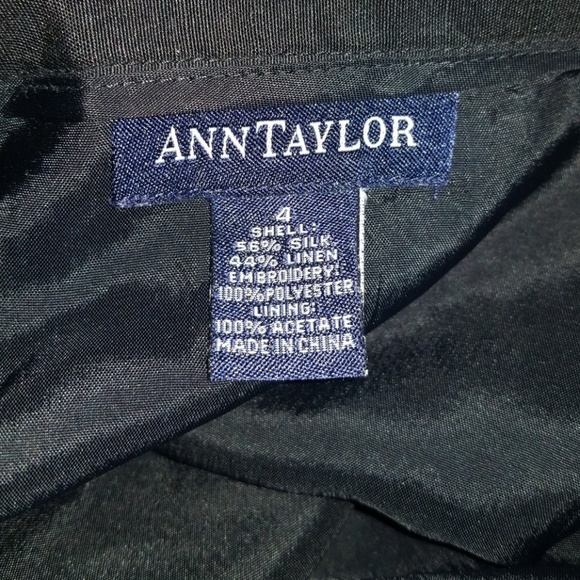 ANNTAYLOR
4
SHELL:
56% SILK
44% LINEN
EMBROIDERY:
100%POLYESTER
LINING:
100% ACETATE
MADE IN CHINA